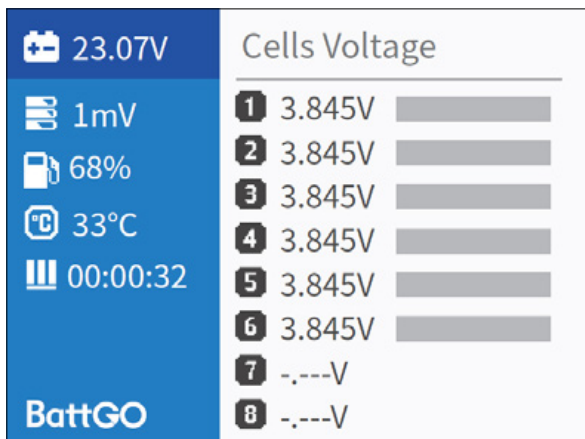 23.07V
1mV
68%
°C 33°C
00:00:32
BattGO
Cells Voltage
1 3.845V
2 3.845V
3 3.845V
4 3.845V
5 3.845V
6 3.845V
7 -.---V
8 -.---V